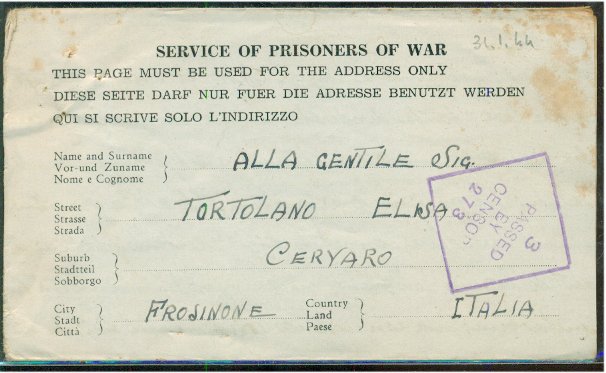 31.1.44
SERVICE OF PRISONERS OF WAR
THIS PAGE MUST BE USED FOR THE ADDRESS ONLY
DIESE SEITE DARF NUR FUER DIE ADRESSE BENUTZT WERDEN
QUI SI SCRIVE SOLO L'INDIRIZZO
Name and Surname
Vor-und Zuname
Nome e Cognome
ALLA GENTILE Sig.
Street
Strasse
Strada
TORTOLANO ELISA
Suburb
Stadtteil
Sobborgo
CERVARO
City
Stadt
Città
FROSINONE
Country
Land
Paese
ITALIA
3
PASSED
BY
CENSOR
273